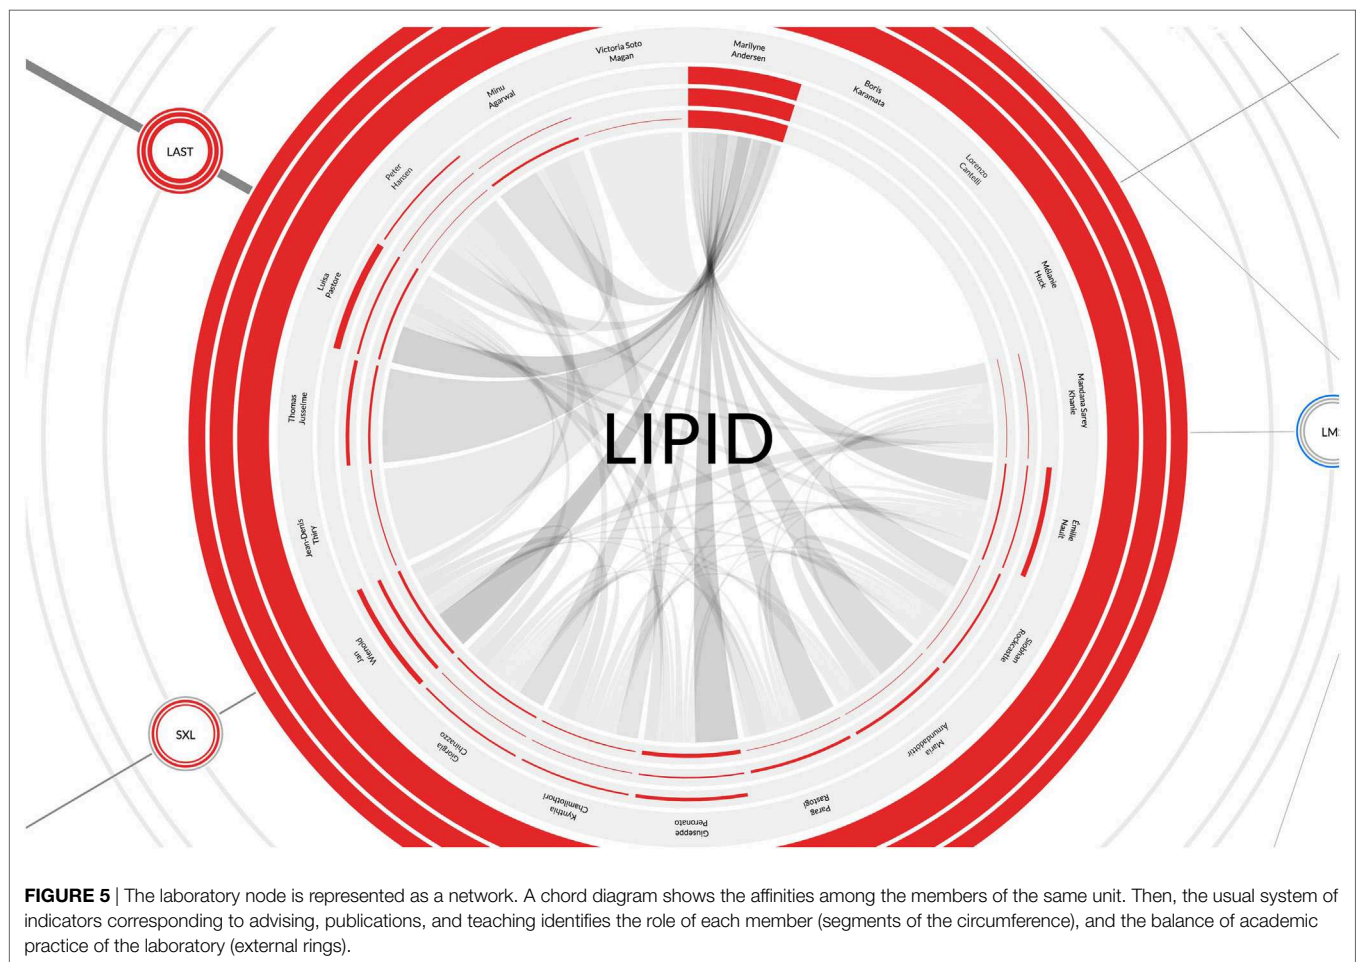 Victoria Soto
Magan
Marilyne
Andersen
Boris
Karamata
Lorenzo
Cantelli
Mélanie
Huck
Mandana Sarey
Khanie
Émilie
Nault
Siobhan
Rockcastle
María
Amundadóttir
Parag
Rastogi
Giuseppe
Peronato
Kynthia
Chamilothori
Giorgia
Chinazzo
Jan
Wienold
Jean-Denis
Thiry
Thomas
Jusselme
Luisa
Pastore
Peter
Hansen
Minu
Agarwal
LAST
LIPID
LM
SXL
FIGURE 5 | The laboratory node is represented as a network. A chord diagram shows the affinities among the members of the same unit. Then, the usual system of
indicators corresponding to advising, publications, and teaching identifies the role of each member (segments of the circumference), and the balance of academic
practice of the laboratory (external rings).